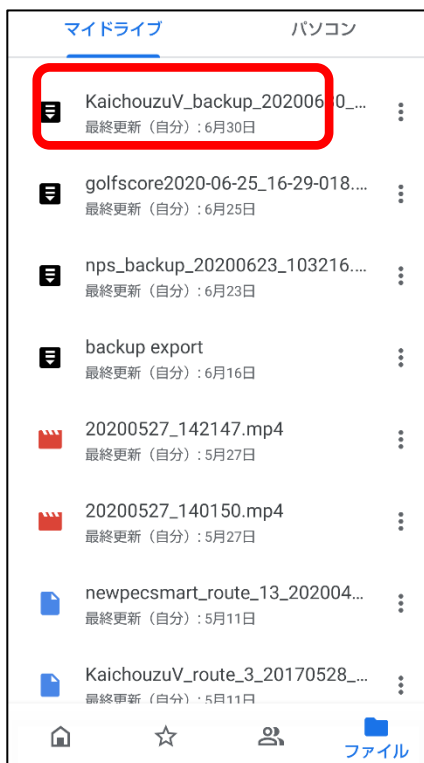 マイドライブ パソコン
KaichouzuV_backup_20200630_...
最終更新（自分）: 6月30日
golfscore2020-06-25_16-29-018....
最終更新（自分）: 6月25日
nps_backup_20200623_103216....
最終更新（自分）: 6月23日
backup export
最終更新（自分）: 6月16日
20200527_142147.mp4
最終更新（自分）: 5月27日
20200527_140150.mp4
最終更新（自分）: 5月27日
newpecsmart_route_13_202004...
最終更新（自分）: 5月11日
KaichouzuV_route_3_20170528_...
最終更新（自分）: 5月11日
ファイル